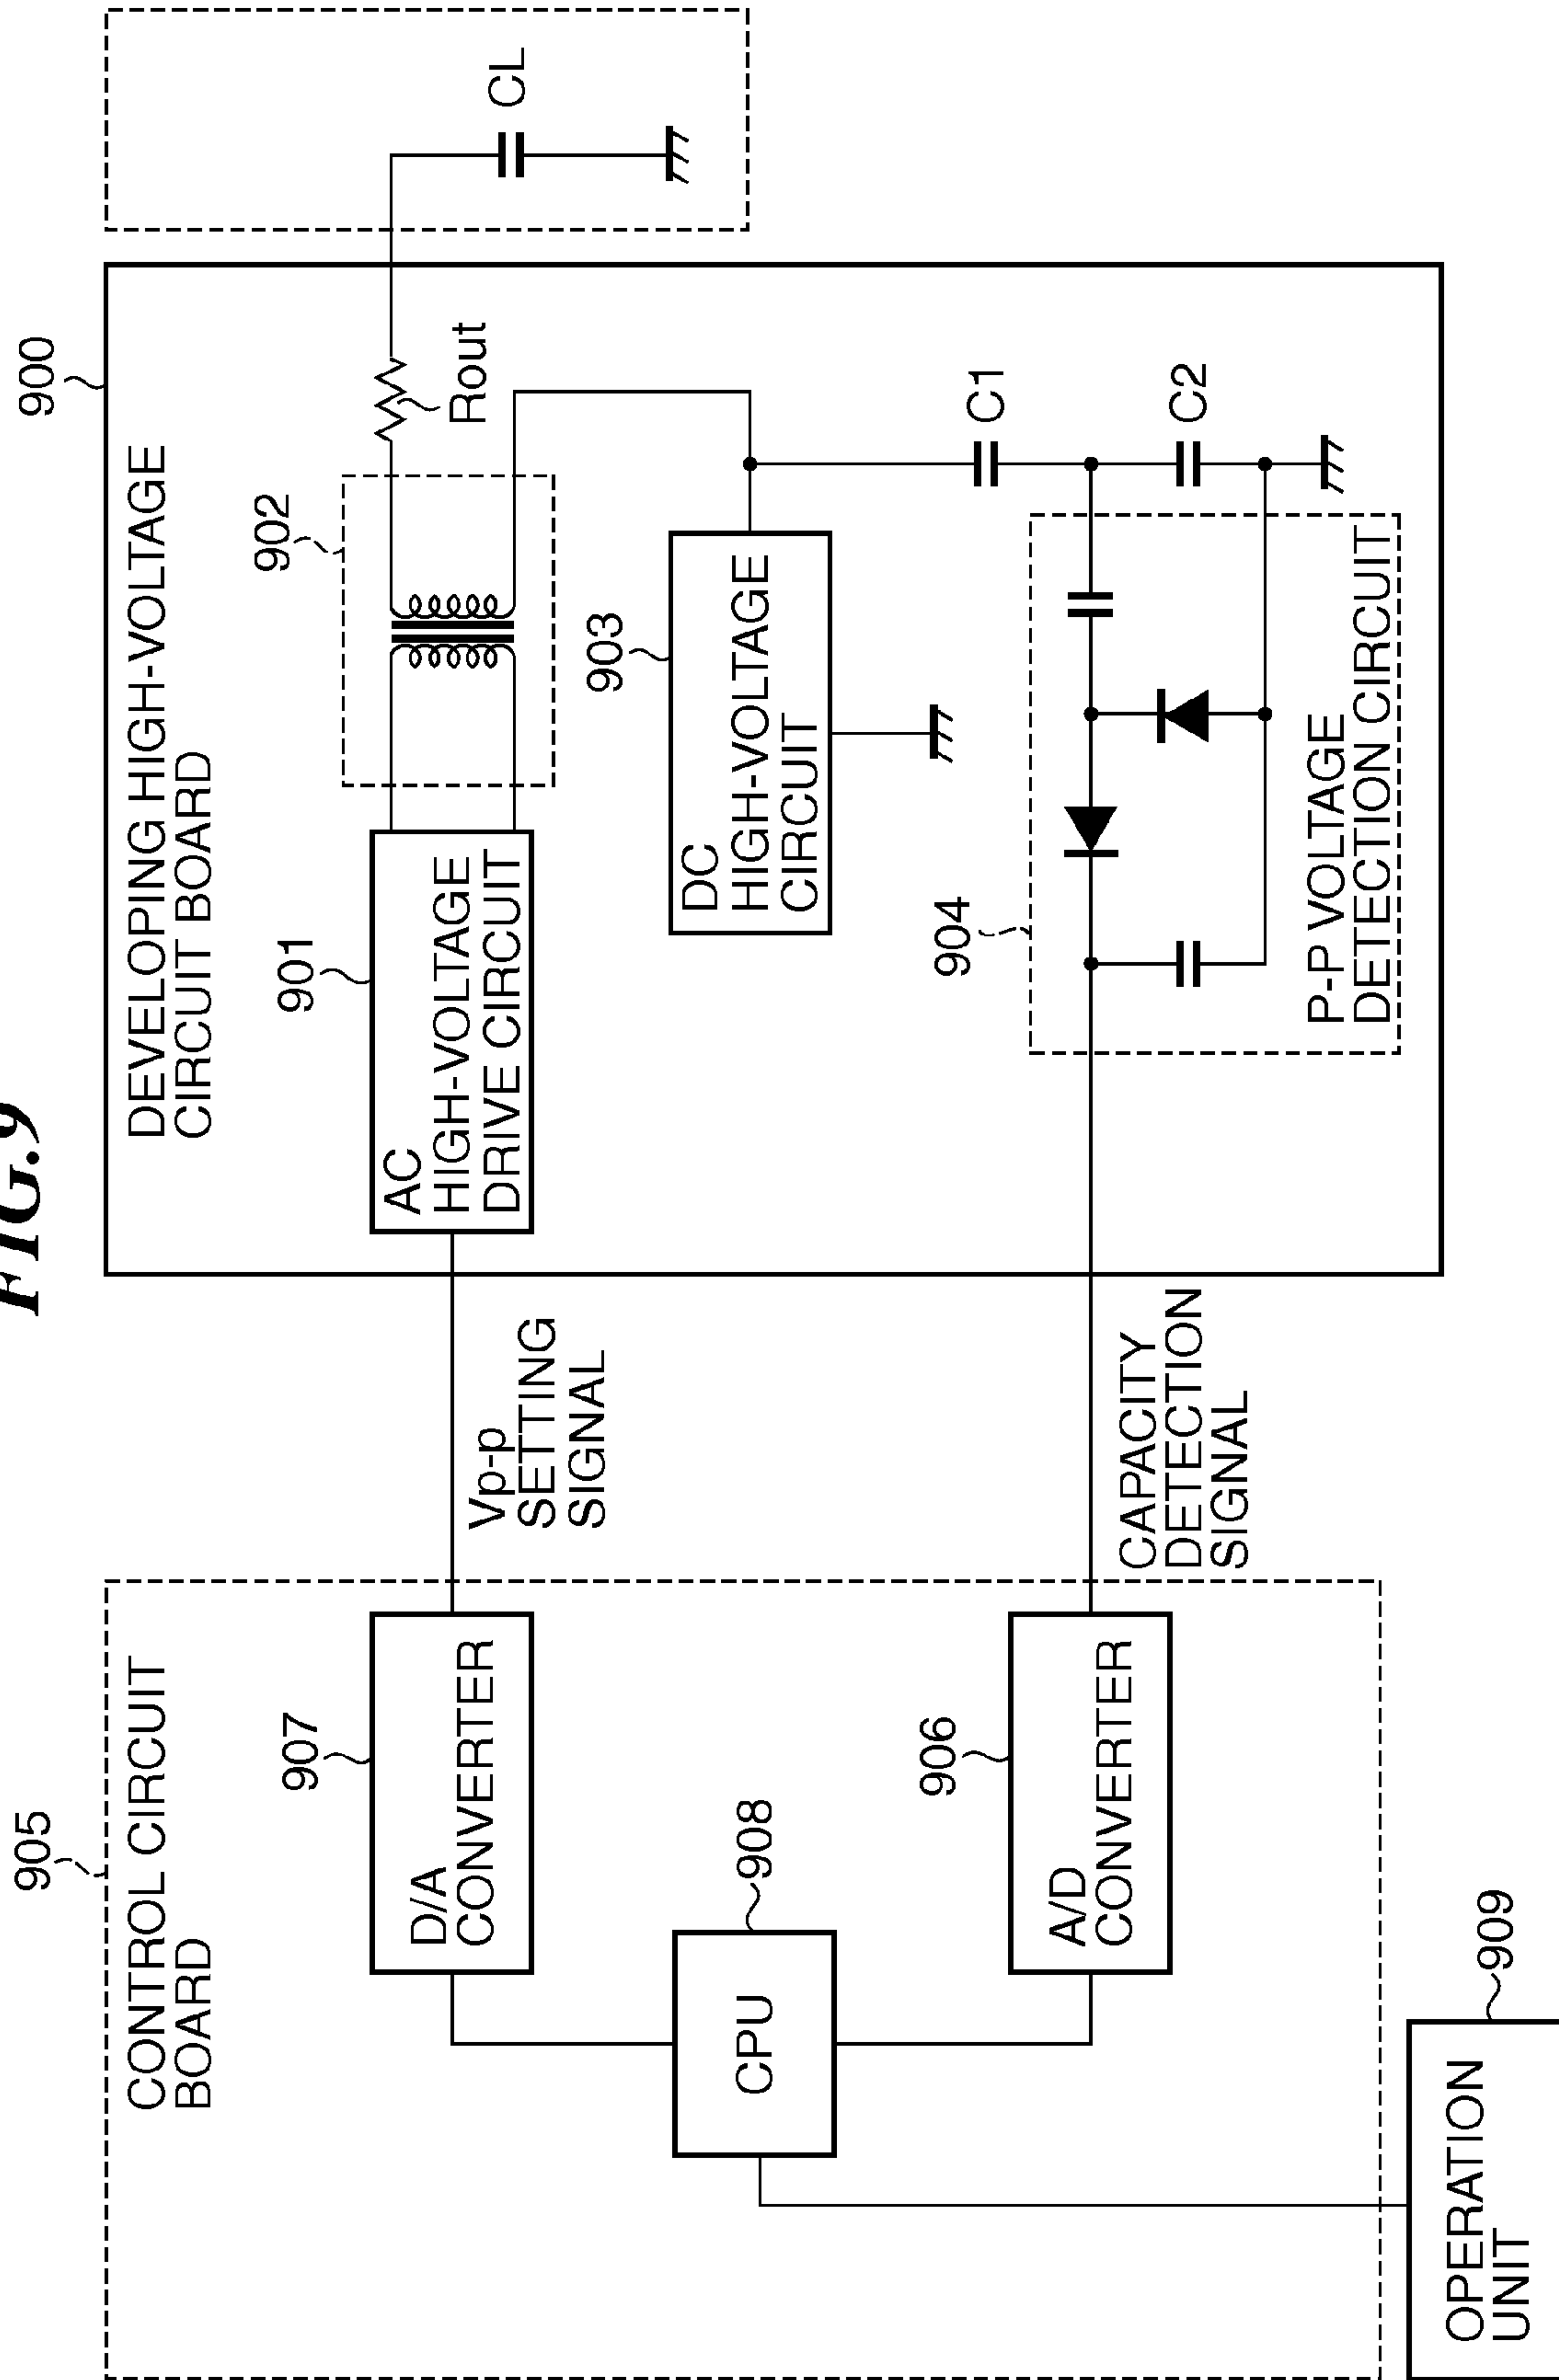 FIG.9
905
CONTROL CIRCUIT
BOARD
907
D/A
CONVERTER
908
CPU
906
A/D
CONVERTER
909
OPERATION
UNIT
Vp-p
SETTING
SIGNAL
CAPACITY
DETECTION
SIGNAL
900
DEVELOPING HIGH-VOLTAGE
CIRCUIT BOARD
901
AC
HIGH-VOLTAGE
DRIVE CIRCUIT
902
Rout
903
DC
HIGH-VOLTAGE
CIRCUIT
C1
C2
904
P-P VOLTAGE
DETECTION CIRCUIT
CL